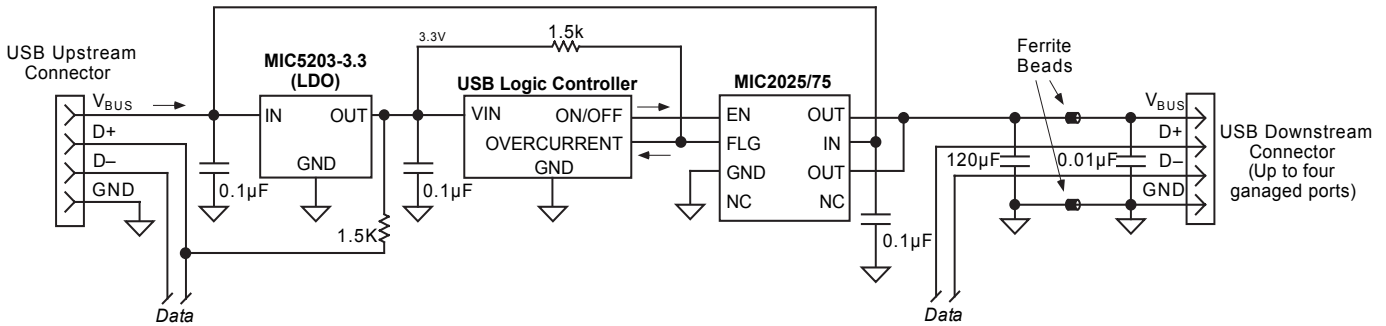 USB Upstream
Connector
VBUS
D+
D–
GND
Data
MIC5203-3.3
(LDO)
IN
OUT
GND
0.1µF
1.5K
3.3V
0.1µF
1.5k
USB Logic Controller
VIN
ON/OFF
OVERCURRENT
GND
MIC2025/75
EN
OUT
FLG
IN
GND
OUT
NC
NC
0.1µF
Ferrite
Beads
120µF
0.01µF
VBUS
D+
D–
GND
USB Downstream
Connector
(Up to four
ganaged ports)
Data